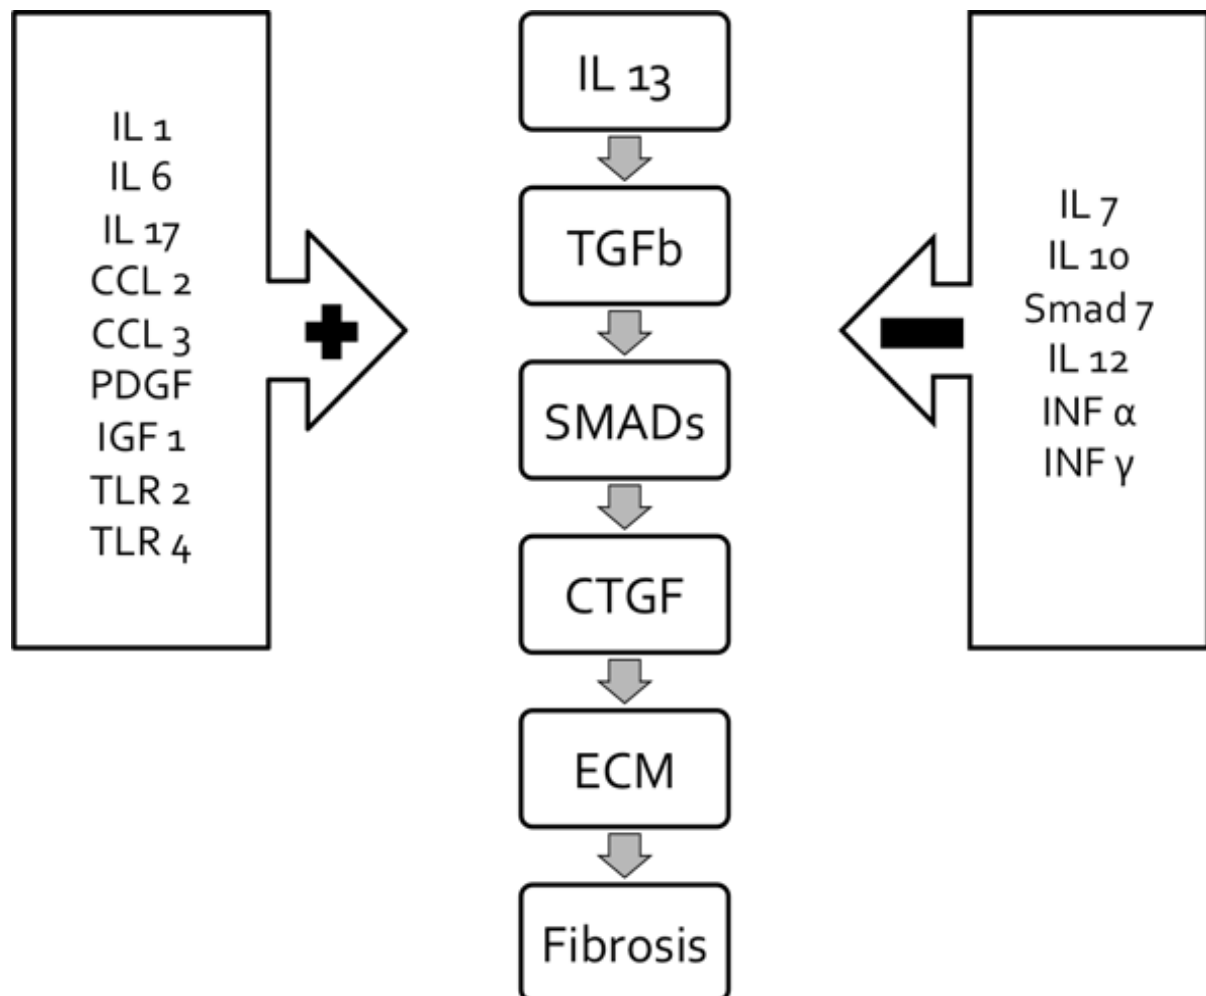 IL 1
IL 6
IL 17
CCL 2
CCL 3
PDGF
IGF 1
TLR 2
TLR 4
IL 13
TGFb
SMADs
CTGF
ECM
Fibrosis
IL 7
IL 10
Smad 7
IL 12
INF α
INF γ